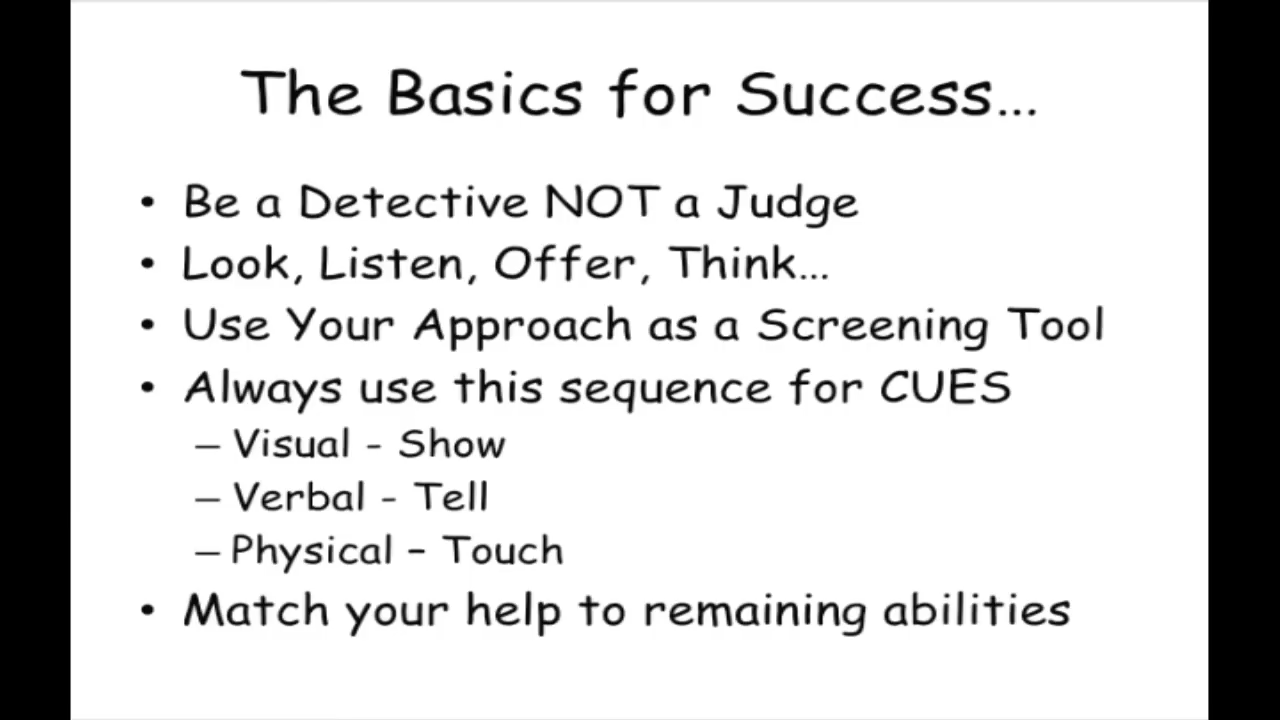 The Basics for Success...
• Be a Detective NOT a Judge
• Look, Listen, Offer, Think...
• Use Your Approach as a Screening Tool
• Always use this sequence for CUES
– Visual - Show
– Verbal - Tell
– Physical – Touch
• Match your help to remaining abilities